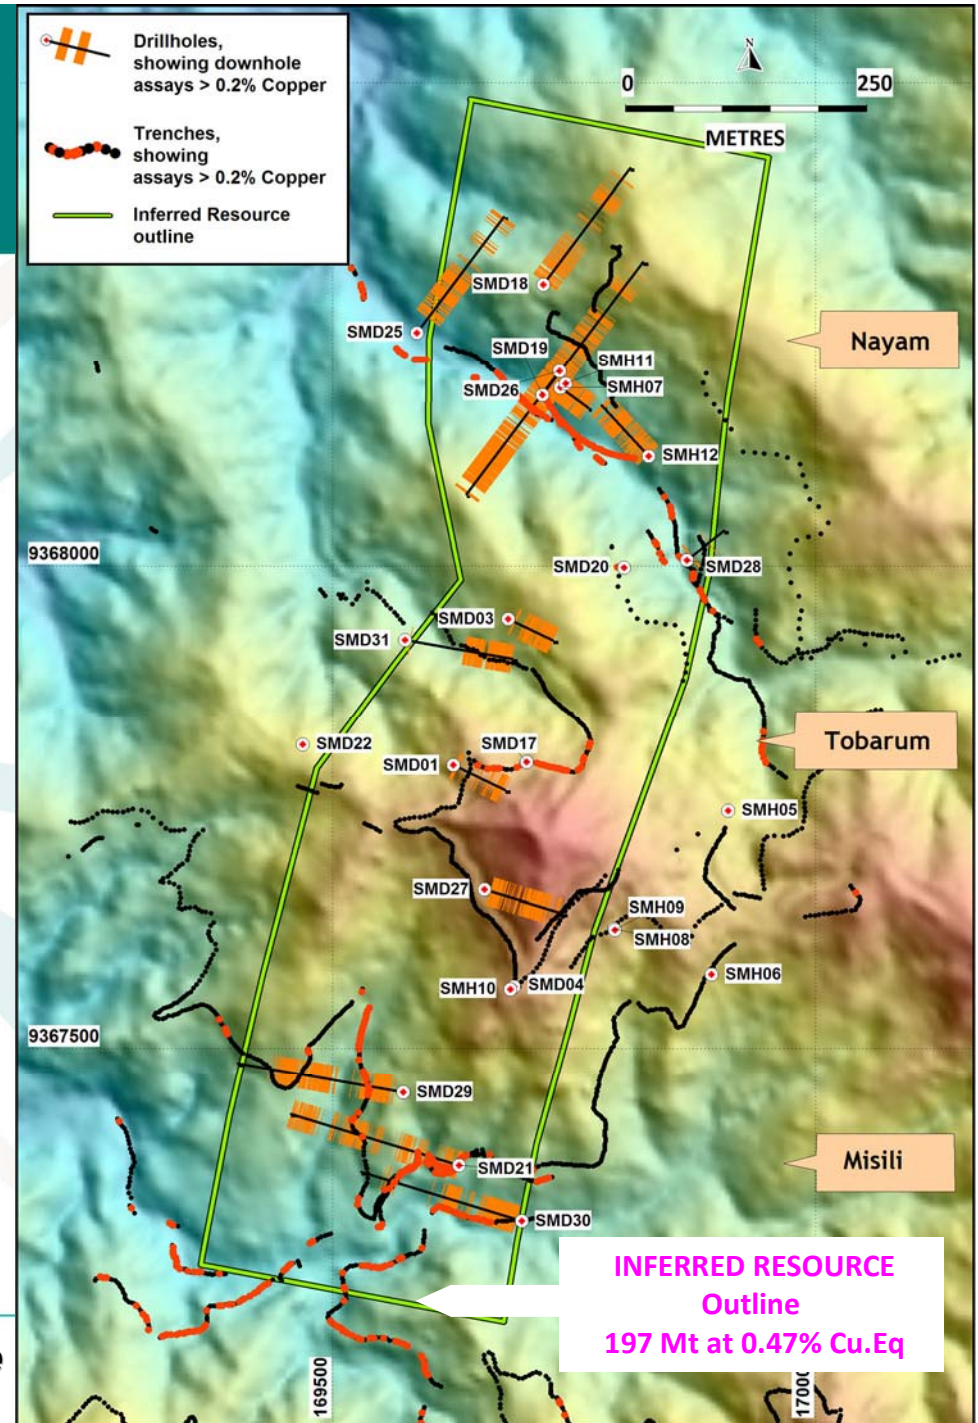 Drillholes,
showing downhole
assays > 0.2% Copper
Trenches,
showing
assays > 0.2% Copper
Inferred Resource
outline
N
0 250
METRES
SMD18
SMD25
SMD19
SMH11
SMD26
SMH07
SMH12
Nayam
9368000
SMD20
SMD28
SMD03
SMD31
SMD22
SMD17
SMD01
Tobarum
SMH05
SMD27
SMH09
SMH08
SMH06
SMH10
SMD04
9367500
SMD29
SMD21
Misili
SMD30
INFERRED RESOURCE
Outline
197 Mt at 0.47% Cu.Eq
169500
e